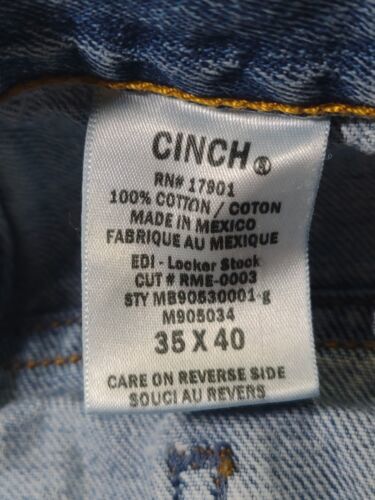 CINCH®
RN# 17901
100% COTTON / COTON
MADE IN MEXICO
FABRIQUE AU MEXIQUE
EDI - Locker Stock
CUT # RME-0003
STY MB90530001-g
M905034
35 X 40
CARE ON REVERSE SIDE
SOUCI AU REVERS